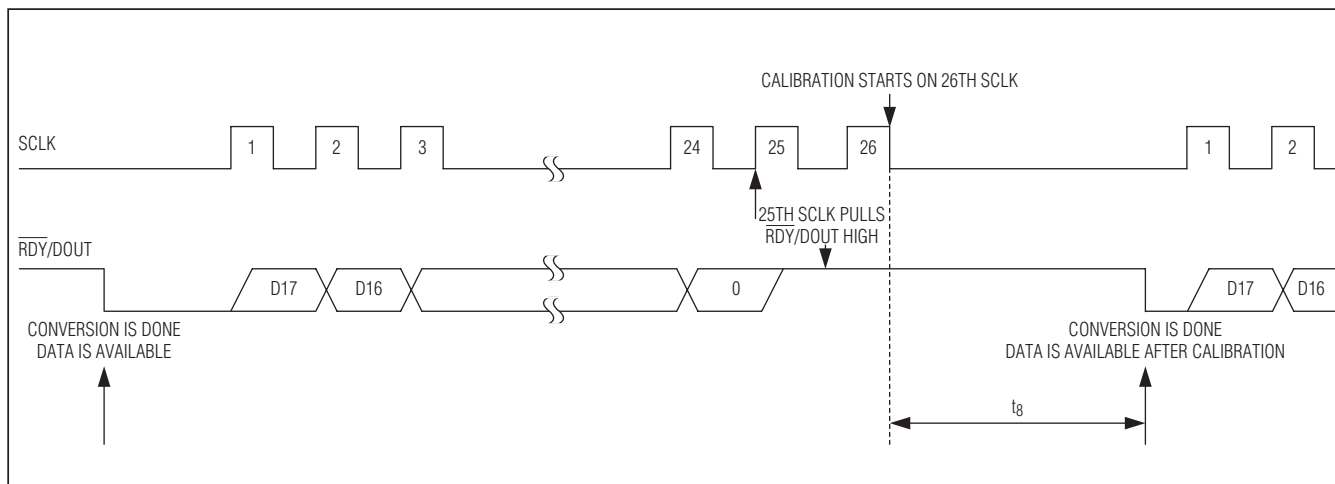 CALIBRATION STARTS ON 26TH SCLK
SCLK
1
2
3
24
25
26
1
2
25TH SCLK PULLS
RDY/DOUT HIGH
RDY/DOUT
D17
D16
0
D17
D16
CONVERSION IS DONE
DATA IS AVAILABLE
CONVERSION IS DONE
DATA IS AVAILABLE AFTER CALIBRATION
t8